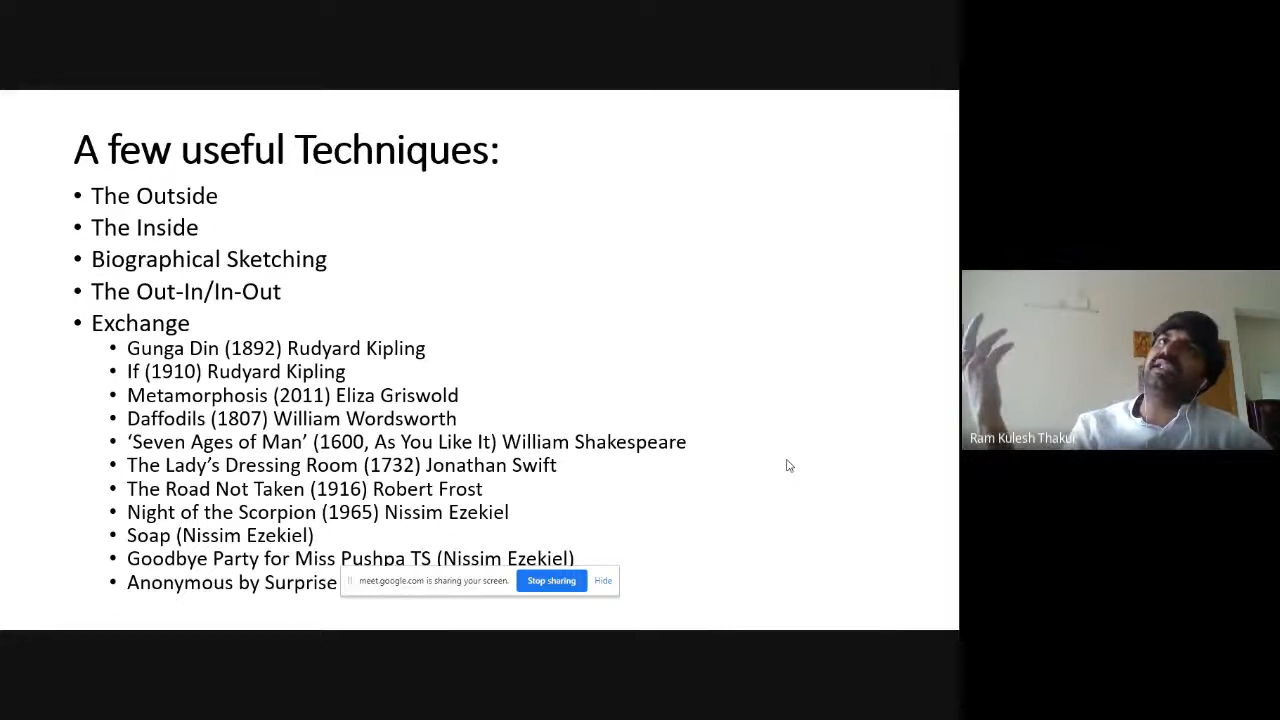 A few useful Techniques:
• The Outside
• The Inside
• Biographical Sketching
• The Out-In/In-Out
• Exchange
• Gunga Din (1892) Rudyard Kipling
• If (1910) Rudyard Kipling
• Metamorphosis (2011) Eliza Griswold
• Daffodils (1807) William Wordsworth
• ‘Seven Ages of Man’ (1600, As You Like It) William Shakespeare
• The Lady’s Dressing Room (1732) Jonathan Swift
• The Road Not Taken (1916) Robert Frost
• Night of the Scorpion (1965) Nissim Ezekiel
• Soap (Nissim Ezekiel)
• Goodbye Party for Miss Pushpa TS (Nissim Ezekiel)
• Anonymous by Surprise
meet.google.com is sharing your screen. Stop sharing Hide
Ram Kulesh Thakur